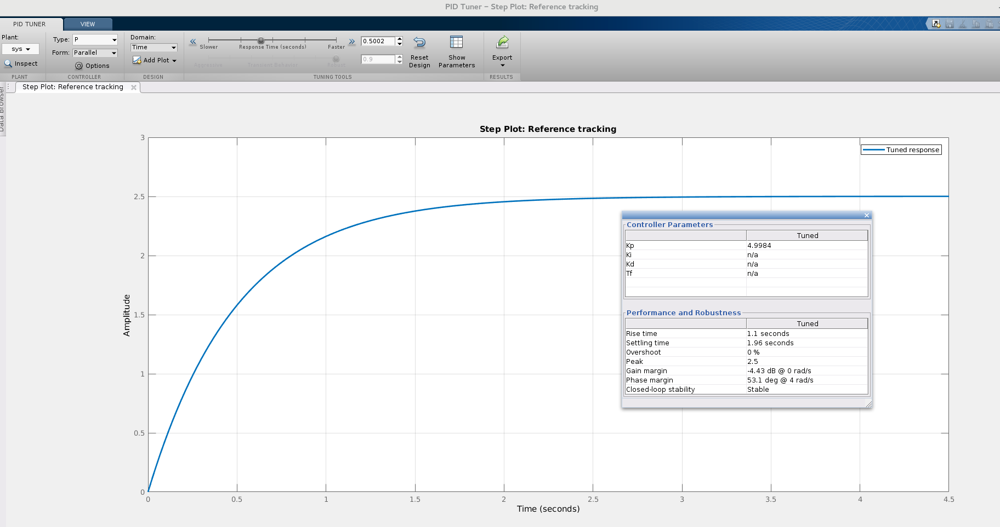 PID Tuner – Step Plot: Reference tracking
PID TUNER VIEW
Plant:
sys
Inspect
PLANT
Type: P
Form: Parallel
Options
CONTROLLER
Domain:
Time
Add Plot
DESIGN
Slower Response Time (seconds) Faster
0.5002
Aggressive Transient Behavior Robust
0.9
Reset
Design
Show
Parameters
TUNING TOOLS
Export
RESULTS
Data Browser
Step Plot: Reference tracking
Step Plot: Reference tracking
Tuned response
3
2.5
2
1.5
1
0.5
0
Amplitude
0 0.5 1 1.5 2 2.5 3 3.5 4 4.5
Time (seconds)
Controller Parameters
Tuned
Kp 4.9984
Ki n/a
Kd n/a
Tf n/a
Performance and Robustness
Tuned
Rise time 1.1 seconds
Settling time 1.96 seconds
Overshoot 0 %
Peak 2.5
Gain margin -4.43 dB @ 0 rad/s
Phase margin 53.1 deg @ 4 rad/s
Closed-loop stability Stable